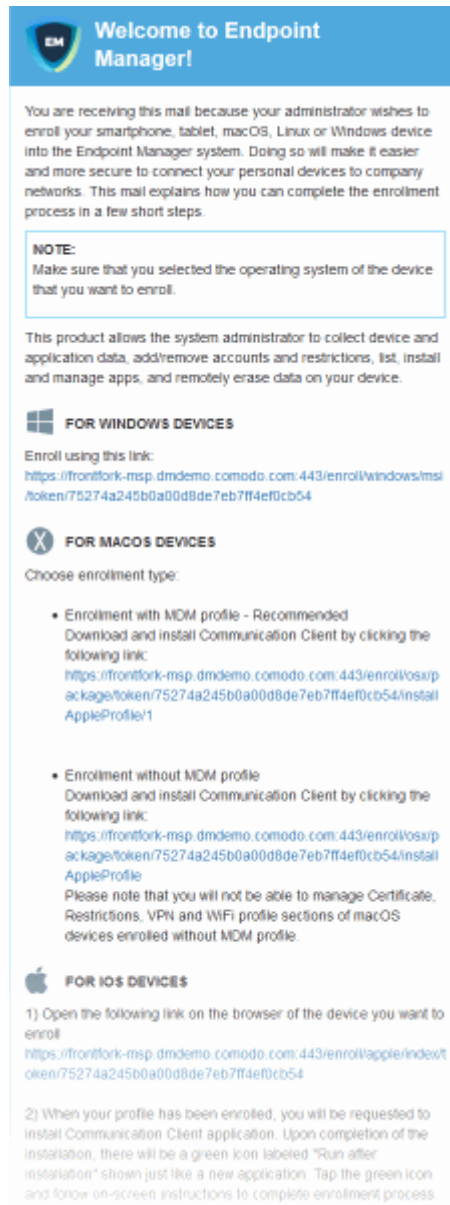 EM
Welcome to Endpoint
Manager!
You are receiving this mail because your administrator wishes to
enroll your smartphone, tablet, macOS, Linux or Windows device
into the Endpoint Manager system. Doing so will make it easier
and more secure to connect your personal devices to company
networks. This mail explains how you can complete the enrollment
process in a few short steps.
NOTE:
Make sure that you selected the operating system of the device
that you want to enroll.
This product allows the system administrator to collect device and
application data, add/remove accounts and restrictions, list, install
and manage apps, and remotely erase data on your device.
FOR WINDOWS DEVICES
Enroll using this link:
https://frontfork-msp.dmdemo.comodo.com:443/enroll/windows/msi
/token/75274a245b0a00d8de7eb7ff4ef0cb54
X
FOR MACOS DEVICES
Choose enrollment type:
• Enrollment with MDM profile - Recommended
Download and install Communication Client by clicking the
following link:
https://frontfork-msp.dmdemo.comodo.com:443/enroll/osx/p
ackage/token/75274a245b0a00d8de7eb7ff4ef0cb54/install
AppleProfile/1
• Enrollment without MDM profile
Download and install Communication Client by clicking the
following link:
https://frontfork-msp.dmdemo.comodo.com:443/enroll/osx/p
ackage/token/75274a245b0a00d8de7eb7ff4ef0cb54/install
AppleProfile
Please note that you will not be able to manage Certificate,
Restrictions, VPN and WiFi profile sections of macOS
devices enrolled without MDM profile.
FOR IOS DEVICES
1) Open the following link on the browser of the device you want to
enroll
https://frontfork-msp.dmdemo.comodo.com:443/enroll/apple/index/t
oken/75274a245b0a00d8de7eb7ff4ef0cb54
2) When your profile has been enrolled, you will be requested to
install Communication Client application. Upon completion of the
installation, there will be a green icon labeled "Run after
installation" shown just like a new application. Tap the green icon
and follow on-screen instructions to complete enrollment process